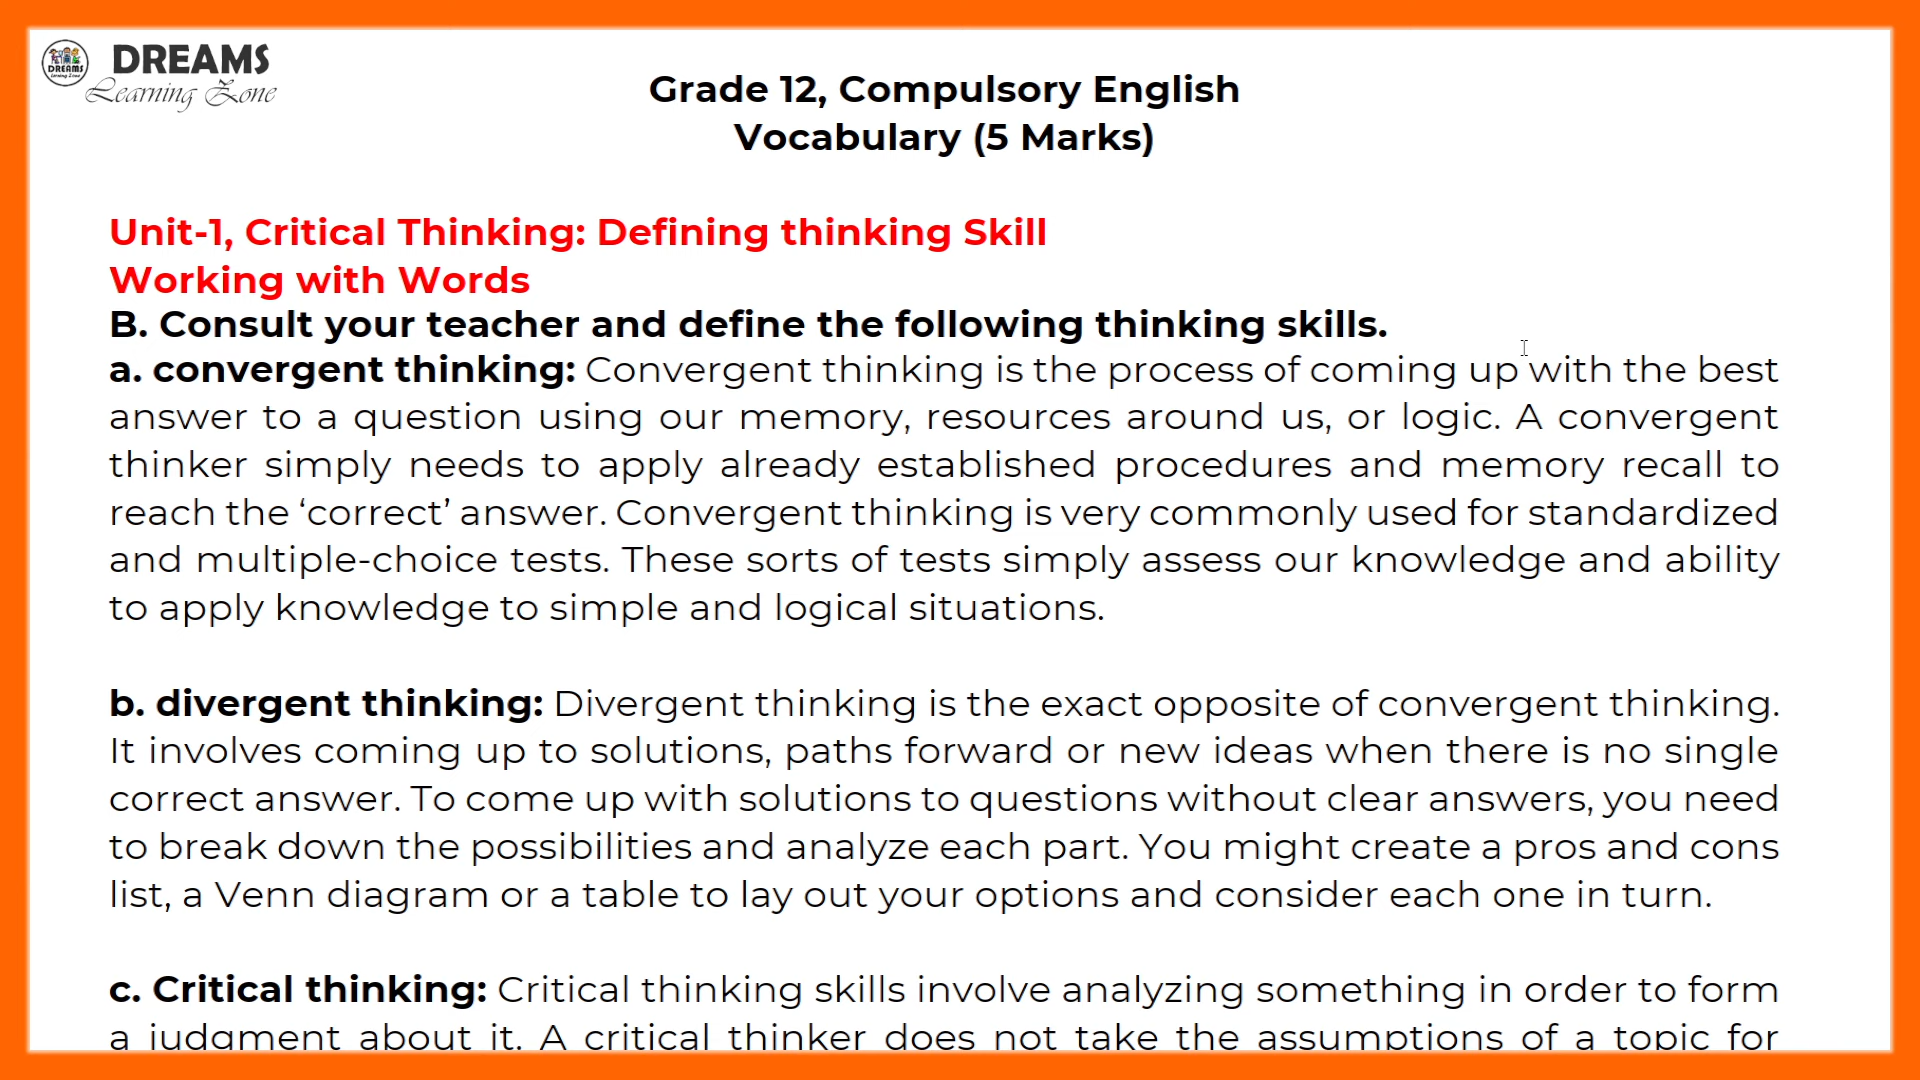 DREAMS
Learning Zone
DREAMS
Learning Zone
Grade 12, Compulsory English
Vocabulary (5 Marks)
Unit-1, Critical Thinking: Defining thinking Skill
Working with Words
B. Consult your teacher and define the following thinking skills.
a. convergent thinking: Convergent thinking is the process of coming up with the best
answer to a question using our memory, resources around us, or logic. A convergent
thinker simply needs to apply already established procedures and memory recall to
reach the ‘correct’ answer. Convergent thinking is very commonly used for standardized
and multiple-choice tests. These sorts of tests simply assess our knowledge and ability
to apply knowledge to simple and logical situations.
b. divergent thinking: Divergent thinking is the exact opposite of convergent thinking.
It involves coming up to solutions, paths forward or new ideas when there is no single
correct answer. To come up with solutions to questions without clear answers, you need
to break down the possibilities and analyze each part. You might create a pros and cons
list, a Venn diagram or a table to lay out your options and consider each one in turn.
c. Critical thinking: Critical thinking skills involve analyzing something in order to form
a judgment about it. A critical thinker does not take the assumptions of a topic for